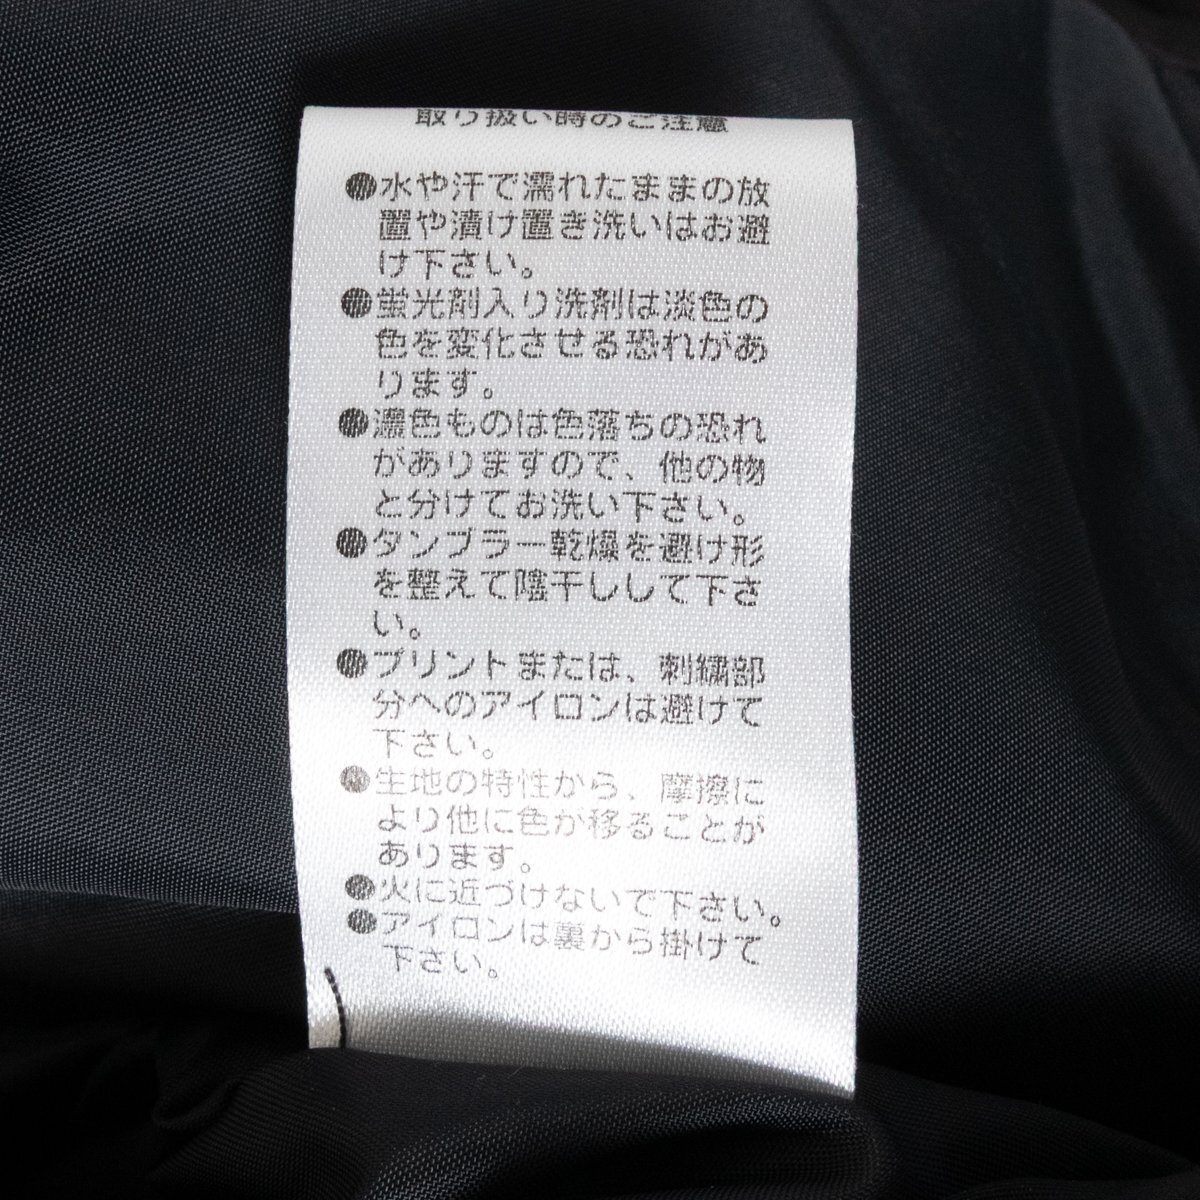 取り扱い時のご注意
●水や汗で濡れたままの放
置や漬け置き洗いはお避
け下さい。
●蛍光剤入り洗剤は淡色の
色を変化させる恐れがあ
ります。
●濃色ものは色落ちの恐れ
がありますので、他の物
と分けてお洗い下さい。
●タンブラー乾燥を避け形
を整えて陰干しして下さ
い。
●プリントまたは、刺繍部
分へのアイロンは避けて
下さい。
●生地の特性から、摩擦に
より他に色が移ることが
あります。
●火に近づけないで下さい。
●アイロンは裏から掛けて
下さい。